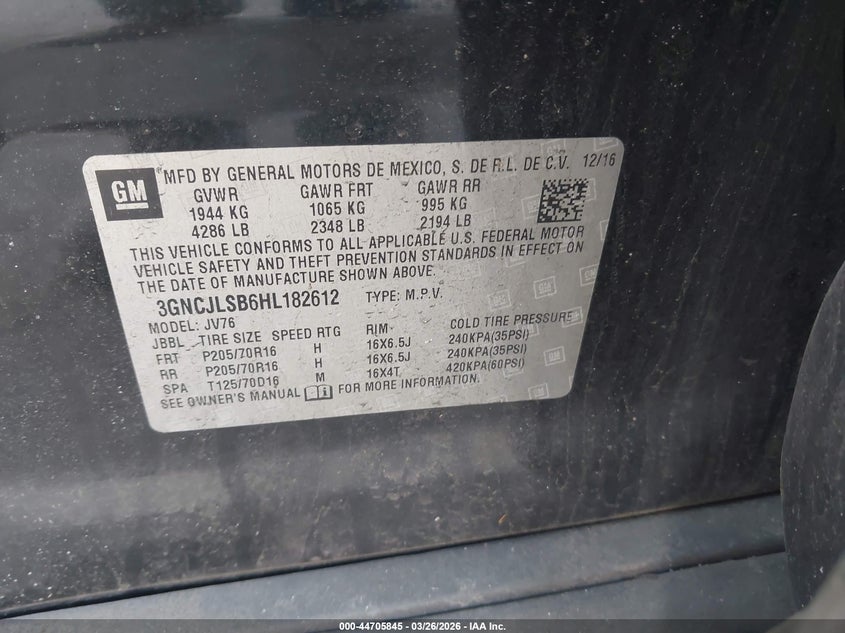 GM
MFD BY GENERAL MOTORS DE MEXICO, S. DE R.L. DE C.V. 12/16
GVWR GAWR FRT GAWR RR
1944 KG 1065 KG 995 KG
4286 LB 2348 LB 2194 LB
THIS VEHICLE CONFORMS TO ALL APPLICABLE U.S. FEDERAL MOTOR
VEHICLE SAFETY AND THEFT PREVENTION STANDARDS IN EFFECT ON
THE DATE OF MANUFACTURE SHOWN ABOVE.
3GNCJLSB6HL182612 TYPE: M.P.V.
MODEL: JV76
JBBL TIRE SIZE SPEED RTG RIM COLD TIRE PRESSURE
FRT P205/70R16 H 16X6.5J 240KPA(35PSI)
RR P205/70R16 H 16X6.5J 240KPA(35PSI)
SPA T125/70D16 M 16X4T 420KPA(60PSI)
SEE OWNER'S MANUAL FOR MORE INFORMATION.
000-44705845 - 03/26/2026 - IAA Inc.